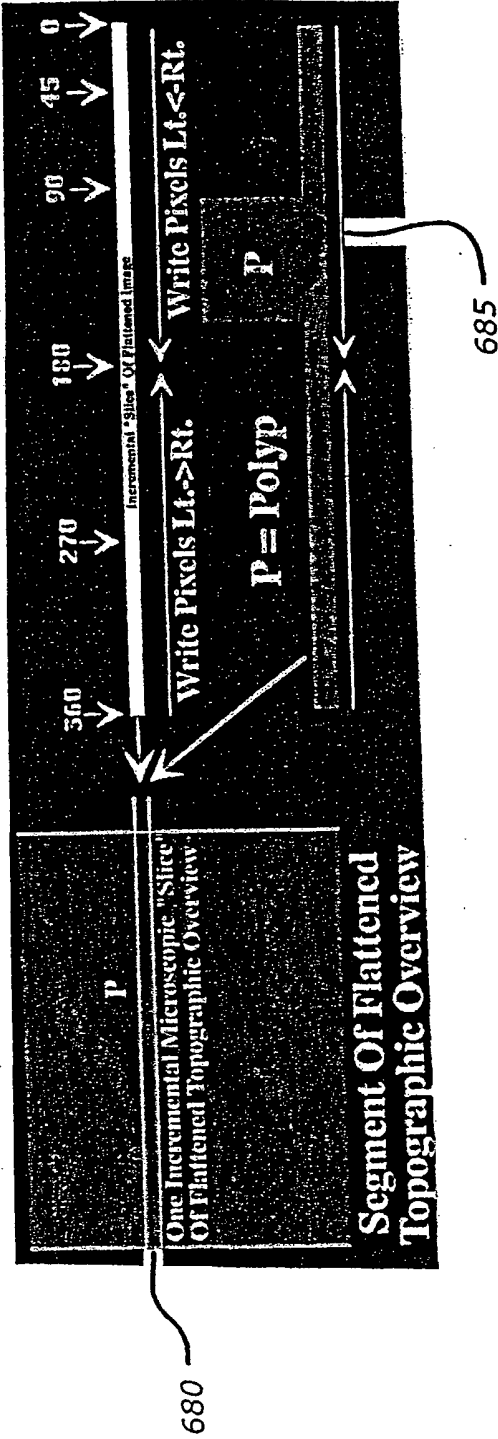 360 270 180 90 45 0
Incremental "Slice" Of Flattened Image
Write Pixels Lt.->Rt. Write Pixels Lt.<-Rt.
P
P = Polyp P
One Incremental Microscopic "Slice"
Of Flattened Topographic Overview
Segment Of Flattened
Topographic Overview
680
685